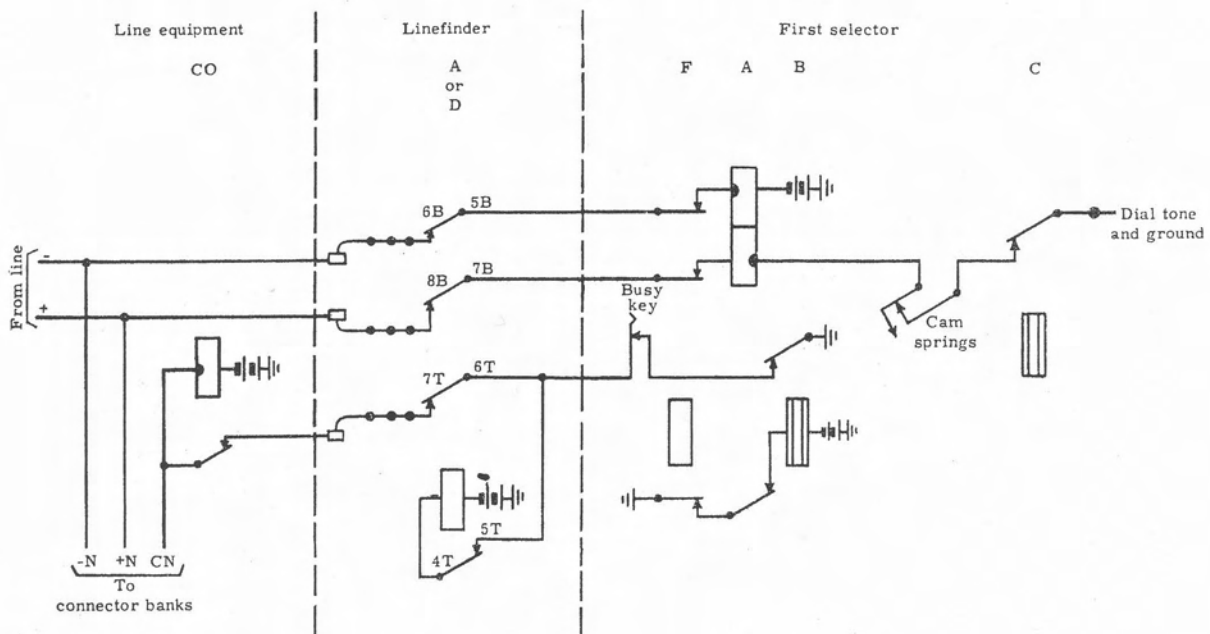 Line equipment
CO
Linefinder
A
or
D
First selector
F A B C
6B 5B
8B 7B
7T 6T
5T
4T
From line
-
+
Busy
key
Cam
springs
Dial tone
and ground
-N +N CN
To
connector banks